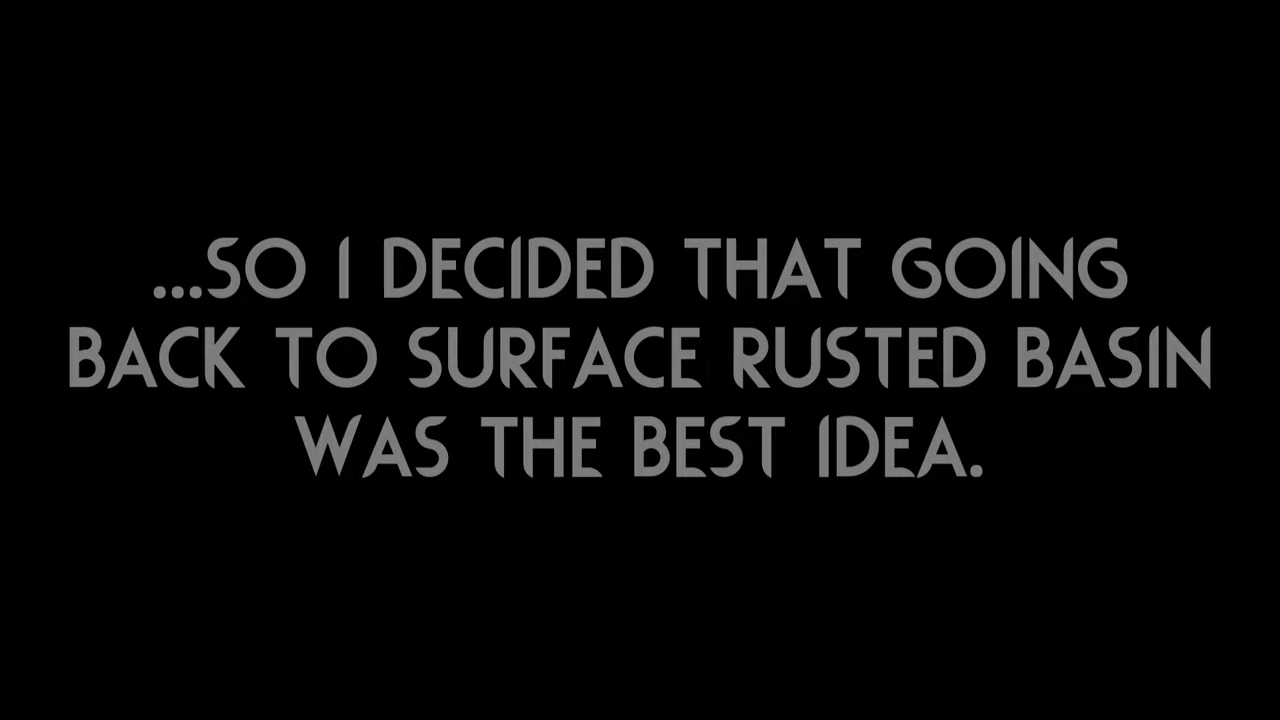 ...SO I DECIDED THAT GOING
BACK TO SURFACE RUSTED BASIN
WAS THE BEST IDEA.